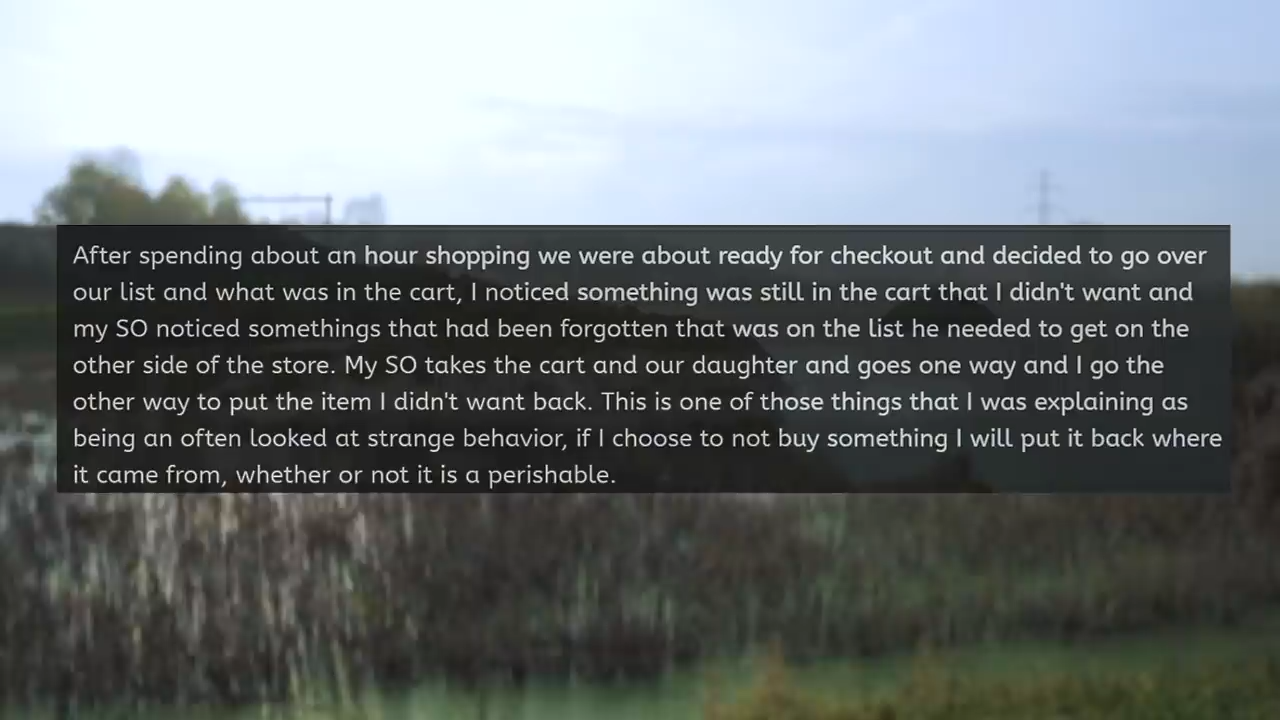 After spending about an hour shopping we were about ready for checkout and decided to go over
our list and what was in the cart, I noticed something was still in the cart that I didn't want and
my SO noticed somethings that had been forgotten that was on the list he needed to get on the
other side of the store. My SO takes the cart and our daughter and goes one way and I go the
other way to put the item I didn't want back. This is one of those things that I was explaining as
being an often looked at strange behavior, if I choose to not buy something I will put it back where
it came from, whether or not it is a perishable.